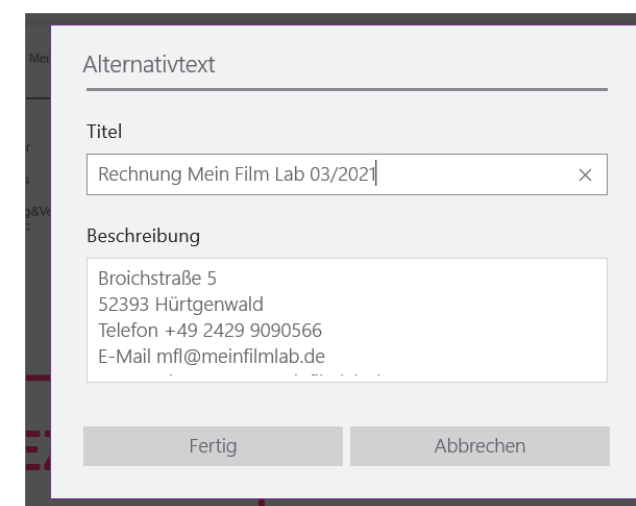 Mei
Alternativtext
Titel
Rechnung Mein Film Lab 03/2021
Beschreibung
Broichstraße 5
52393 Hürtgenwald
Telefon +49 2429 9090566
E-Mail mfl@meinfilmlab.de
Fertig
Abbrechen